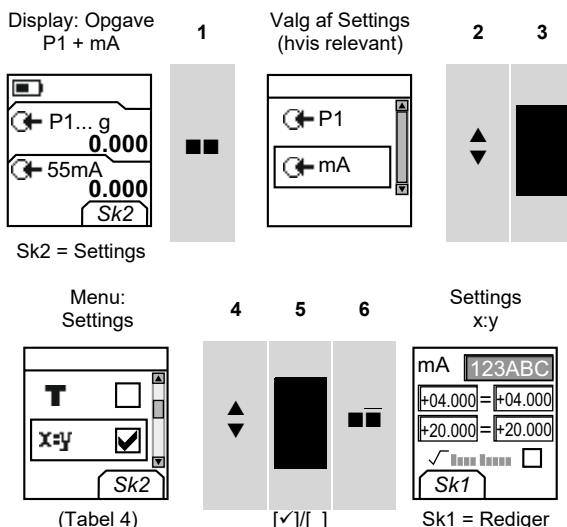 Display: Opgave
P1 + mA
1
Valg af Settings
(hvis relevant)
2
3
P1... g
0.000
55mA
0.000
Sk2
P1
mA
Sk2 = Settings
Menu:
Settings
4
5
6
Settings
x:y
T
x:y
Sk2
mA 123ABC
+04.000 = +04.000
+20.000 = +20.000
√
Sk1
(Tabel 4)
[✓]/[ ]
Sk1 = Rediger